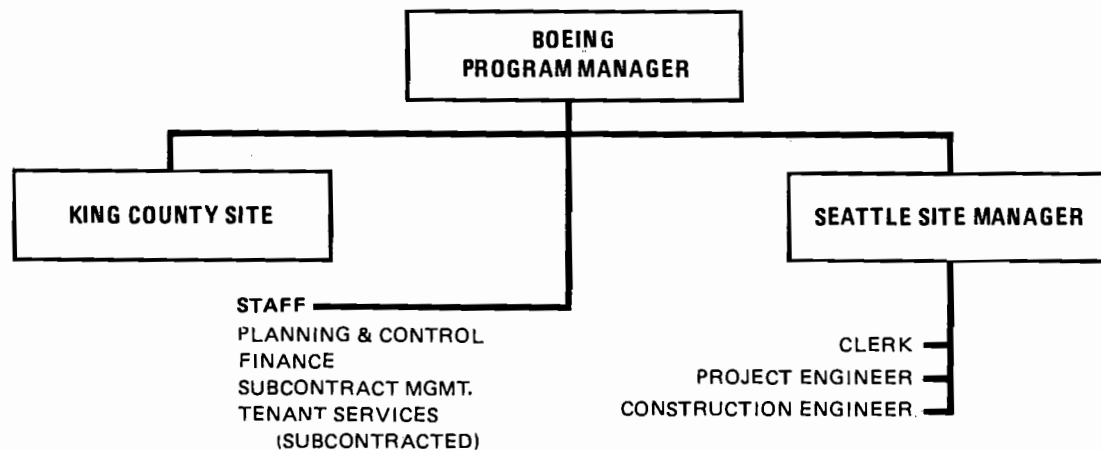 BOEING
PROGRAM MANAGER
KING COUNTY SITE
SEATTLE SITE MANAGER
STAFF
PLANNING & CONTROL
FINANCE
SUBCONTRACT MGMT.
TENANT SERVICES
(SUBCONTRACTED)
CLERK
PROJECT ENGINEER
CONSTRUCTION ENGINEER